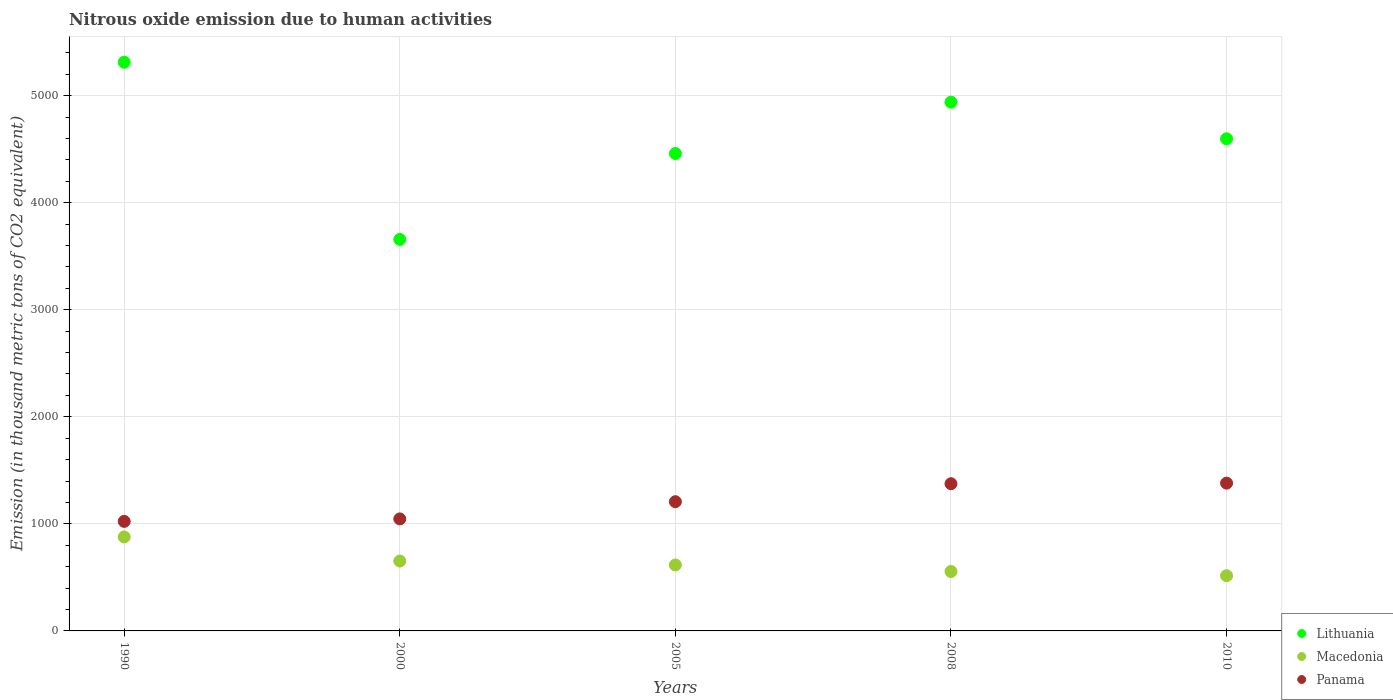 Nitrous oxide emission due to human activities
Emission (in thousand metric tons of CO2 equivalent)
5000
4000
3000
2000
1000
0
1990
2000
2005
2008
2010
Years
Lithuania
Macedonia
Panama